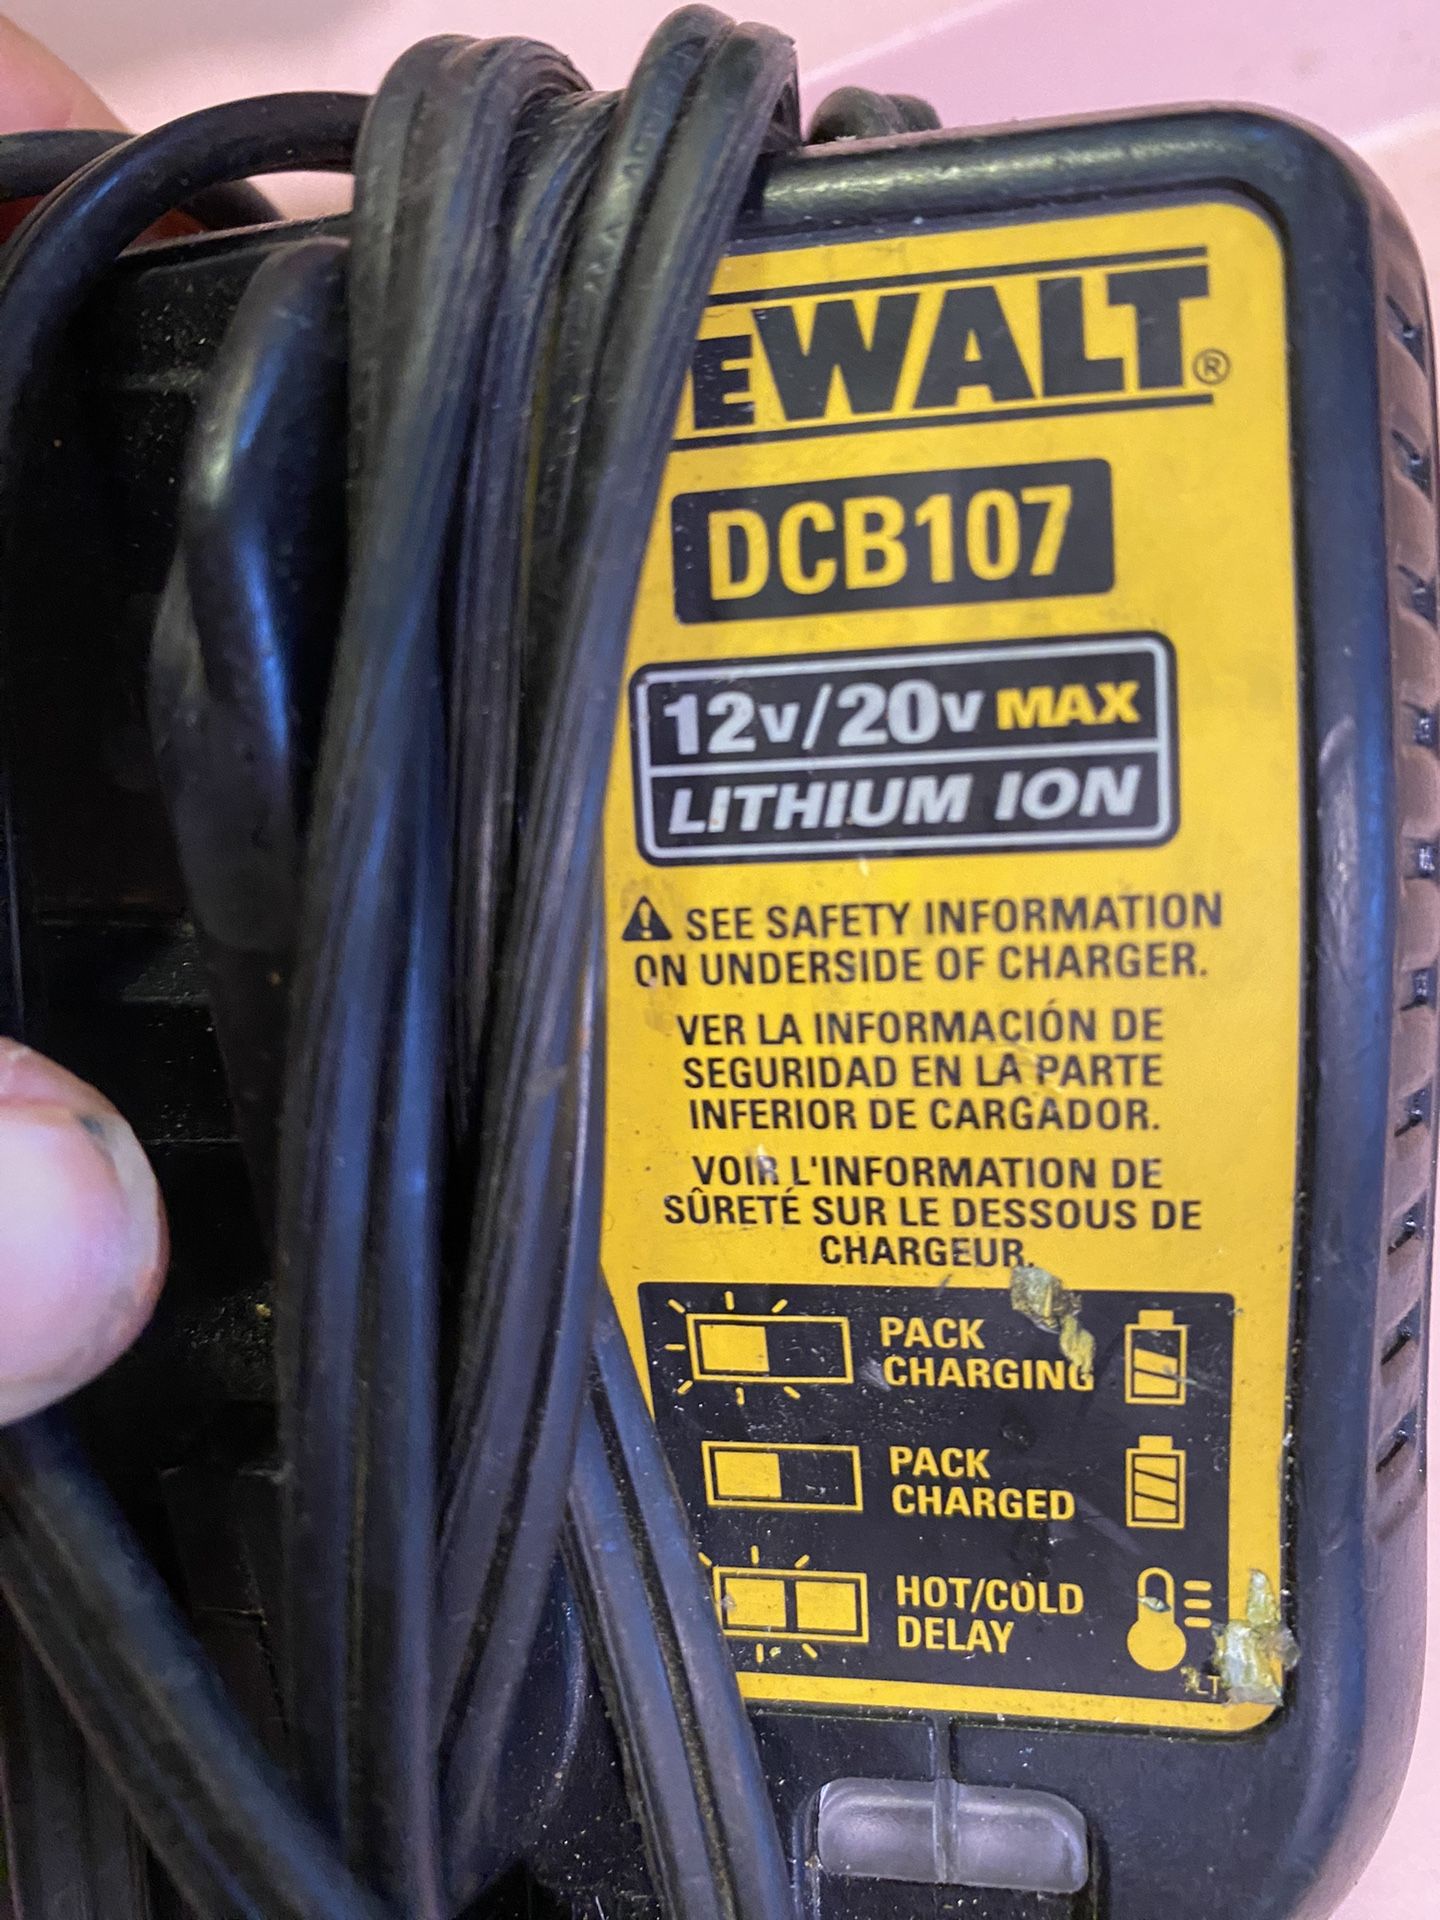 EWALT®
DCB107
12V/20V MAX
LITHIUM ION
SEE SAFETY INFORMATION
ON UNDERSIDE OF CHARGER.
VER LA INFORMACIÓN DE
SEGURIDAD EN LA PARTE
INFERIOR DE CARGADOR.
VOIR L'INFORMATION DE
SÛRETÉ SUR LE DESSOUS DE
CHARGEUR.
PACK
CHARGING
PACK
CHARGED
HOT/COLD
DELAY